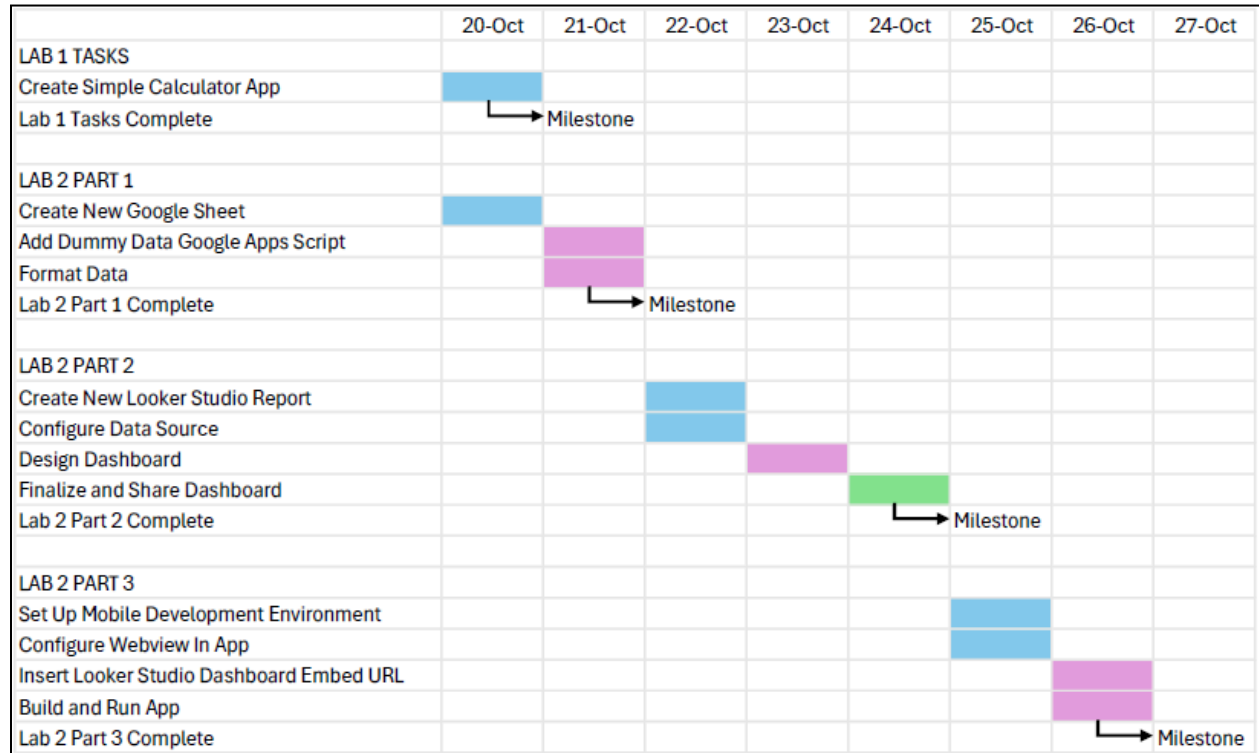 20-Oct 21-Oct 22-Oct 23-Oct 24-Oct 25-Oct 26-Oct 27-Oct
LAB 1 TASKS
Create Simple Calculator App
Lab 1 Tasks Complete Milestone
LAB 2 PART 1
Create New Google Sheet
Add Dummy Data Google Apps Script
Format Data
Lab 2 Part 1 Complete Milestone
LAB 2 PART 2
Create New Looker Studio Report
Configure Data Source
Design Dashboard
Finalize and Share Dashboard
Lab 2 Part 2 Complete Milestone
LAB 2 PART 3
Set Up Mobile Development Environment
Configure Webview In App
Insert Looker Studio Dashboard Embed URL
Build and Run App
Lab 2 Part 3 Complete Milestone